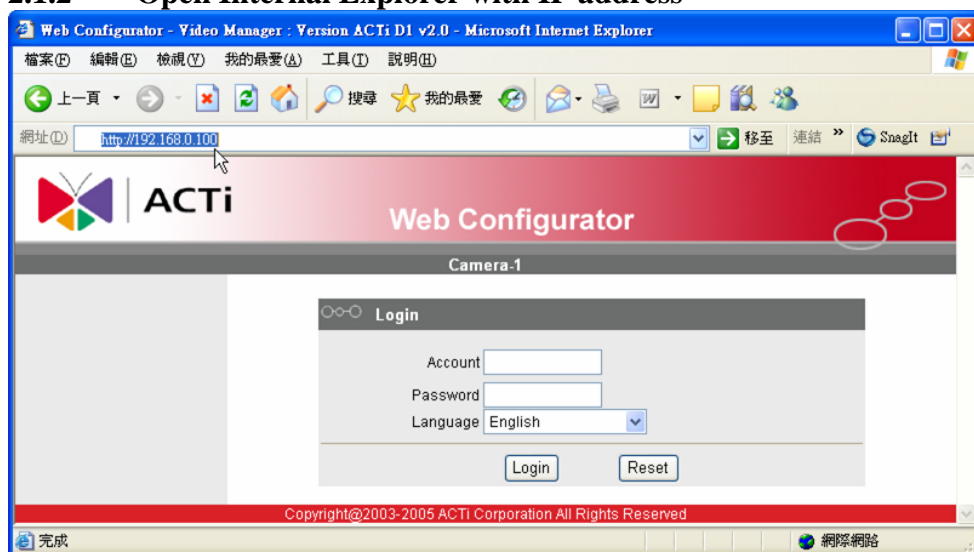 2.1.2 Open Internal Explorer with IP address
Web Configurator - Video Manager : Version ACTi D1 v2.0 - Microsoft Internet Explorer
檔案(F) 編輯(E) 檢視(V) 我的最愛(A) 工具(T) 說明(H)
上一頁 搜尋 我的最愛
網址(D) http://192.168.0.100 移至 連結 » SnagIt
ACTi
Web Configurator
Camera-1
Login
Account
Password
Language English
Login Reset
Copyright@2003-2005 ACTi Corporation All Rights Reserved
完成 網際網路